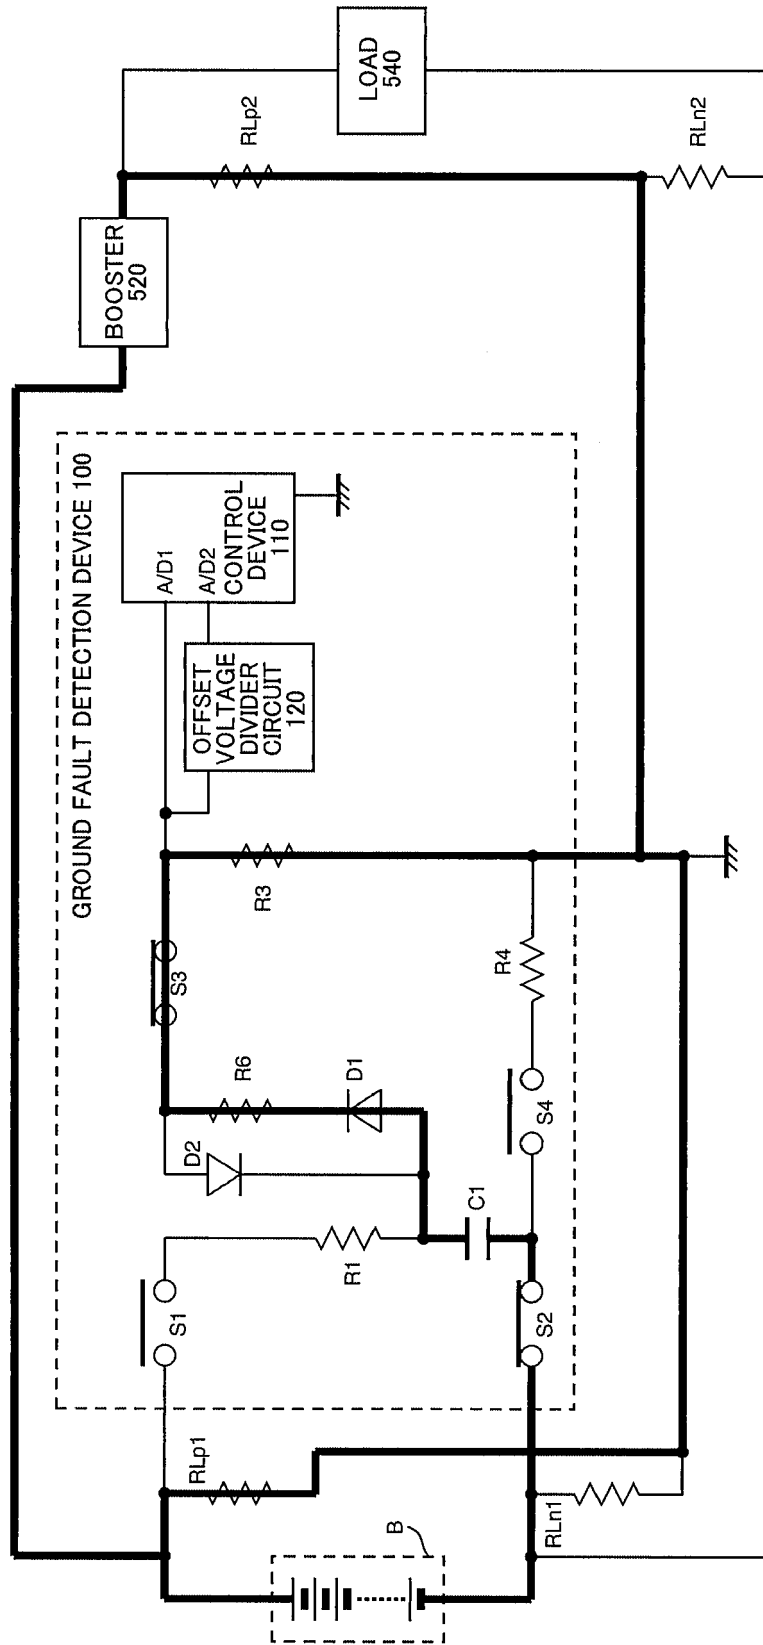 GROUND FAULT DETECTION DEVICE 100
BOOSTER
520
LOAD
540
RLp2
RLn2
A/D1
A/D2
CONTROL
DEVICE
110
OFFSET
VOLTAGE
DIVIDER
CIRCUIT
120
S3
R3
R6
D1
D2
R4
S4
C1
S1
R1
S2
RLp1
RLn1
B